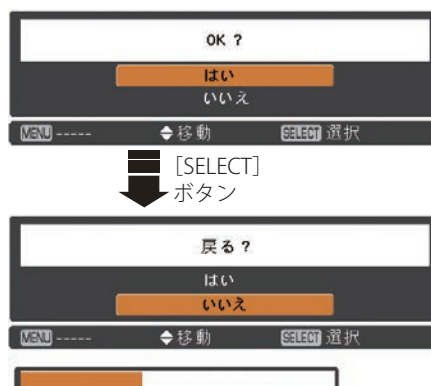 OK ?
はい
いいえ
MENU ----- 移動 SELECT 選択
［SELECT］
ボタン
戻る ?
はい
いいえ
MENU ----- 移動 SELECT 選択